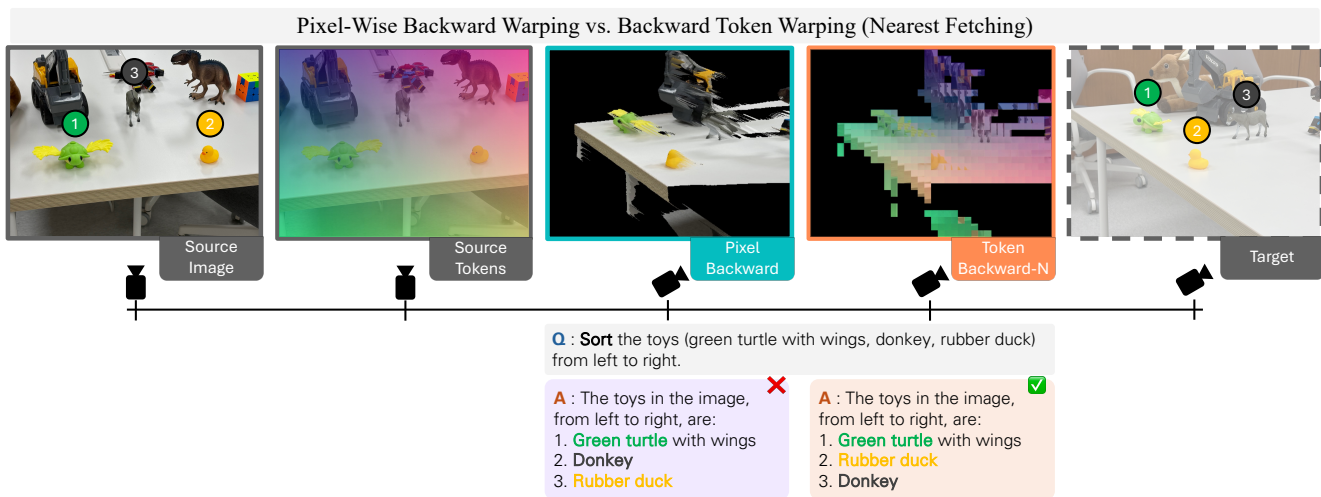 Pixel-Wise Backward Warping vs. Backward Token Warping (Nearest Fetching)
3
1
2
1
3
2
Source
Image
Source
Tokens
Pixel
Backward
Token
Backward-N
Target
Q : Sort the toys (green turtle with wings, donkey, rubber duck)
from left to right.
A : The toys in the image,
from left to right, are:
1. Green turtle with wings
2. Donkey
3. Rubber duck
A : The toys in the image,
from left to right, are:
1. Green turtle with wings
2. Rubber duck
3. Donkey